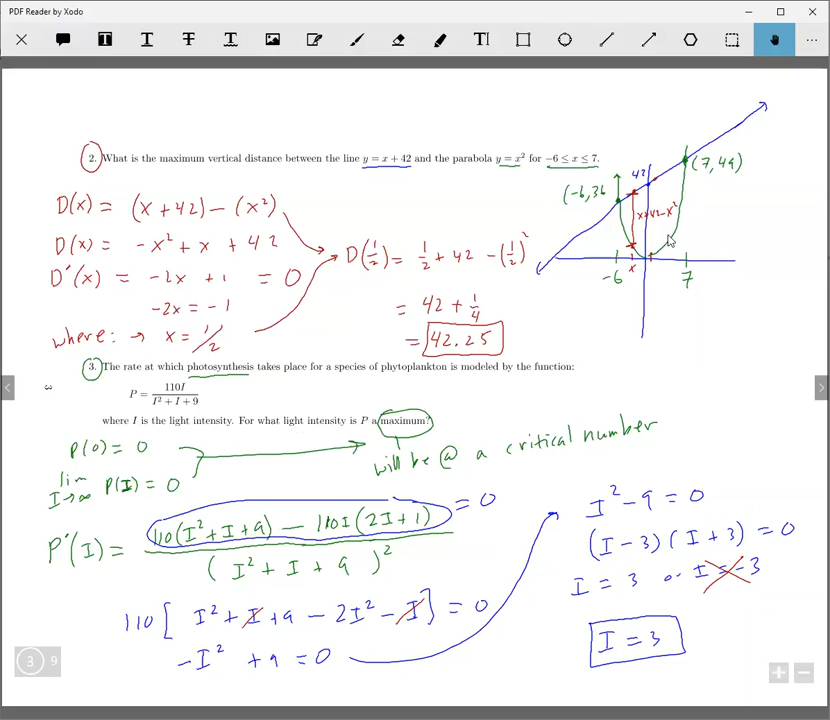 PDF Reader by Xodo
2. What is the maximum vertical distance between the line y = x + 42 and the parabola y = x² for −6 ≤ x ≤ 7.
D(x) = (x + 42) − (x²)
D(x) = −x² + x + 42
D'(x) = −2x + 1 = 0
−2x = −1
where: → x = 1/2
D(1/2) = 1/2 + 42 − (1/2)²
= 42 + 1/4
= 42.25
42
(−6,36
(7,49)
x+42−x²
−6
x
7
3. The rate at which photosynthesis takes place for a species of phytoplankton is modeled by the function:
P = 110I / I² + I + 9
where I is the light intensity. For what light intensity is P a maximum?
P(0) = 0
lim I→∞ P(I) = 0
will be @ a critical number
P'(I) = 110(I² + I + 9) − 110I(2I + 1) / (I² + I + 9)² = 0
110[ I² + I + 9 − 2I² − I ] = 0
−I² + 9 = 0
I² − 9 = 0
(I − 3)(I + 3) = 0
I = 3 or I = −3
I = 3
3
3 9